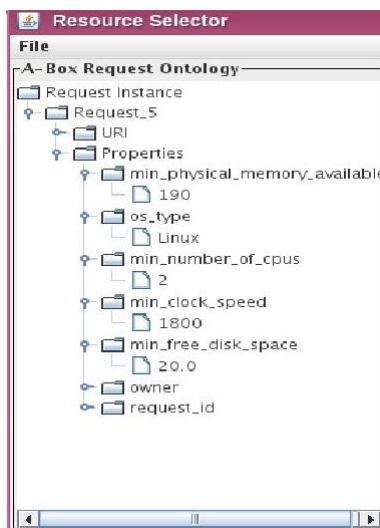 Resource Selector
File
A-Box Request Ontology
Request Instance
Request_5
URI
Properties
min_physical_memory_available
190
os_type
Linux
min_number_of_cpus
2
min_clock_speed
1800
min_free_disk_space
20.0
owner
request_id